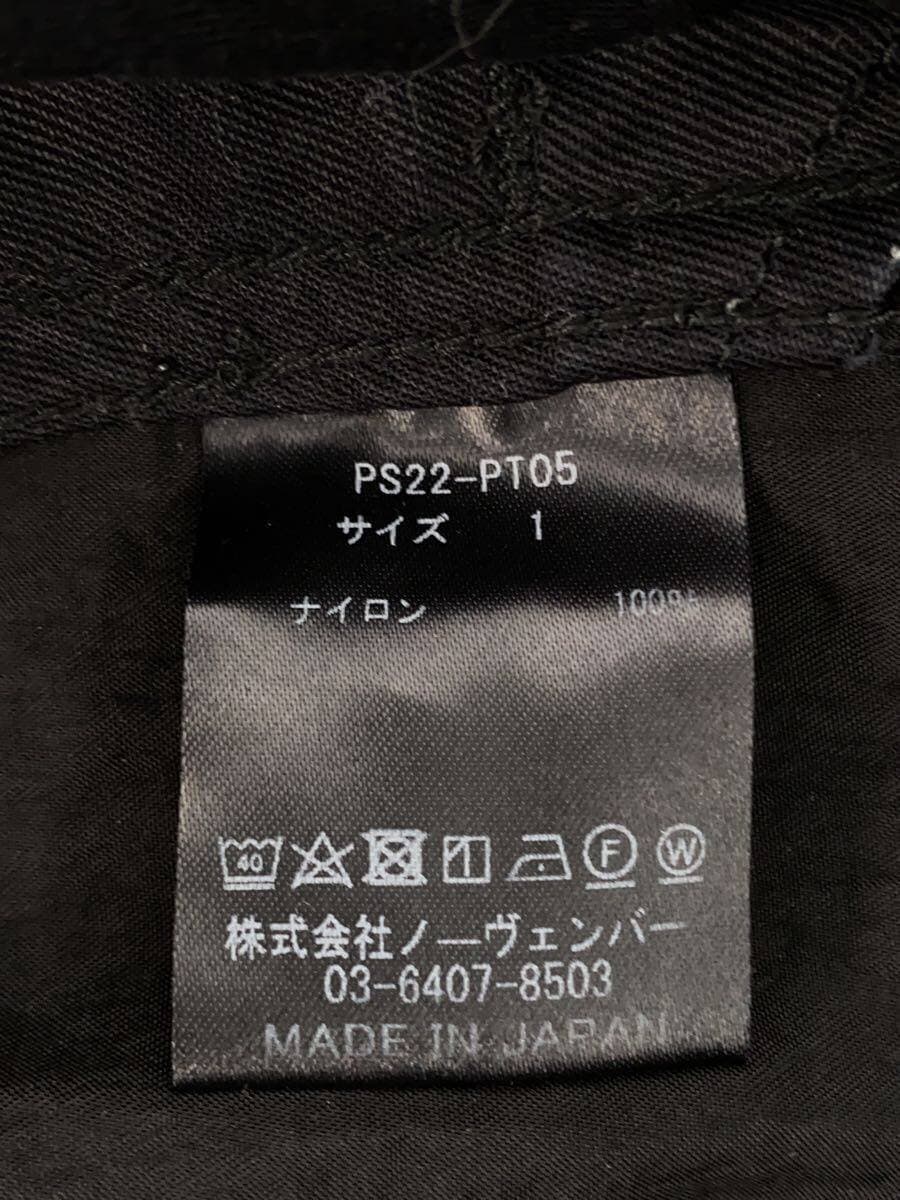 PS22-PT05
サイズ 1
ナイロン 100%
40 F W
株式会社ノーヴェンバー
03-6407-8503
MADE IN JAPAN